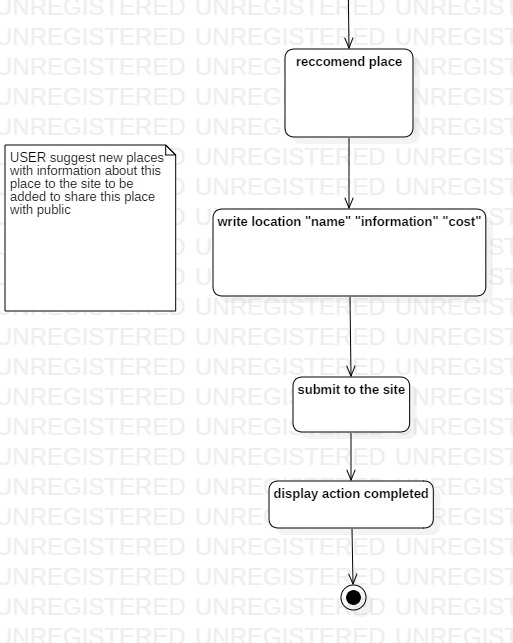 reccomend place
USER suggest new places
with information about this
place to the site to be
added to share this place
with public
write location "name" "information" "cost"
submit to the site
display action completed
UNREGISTERED